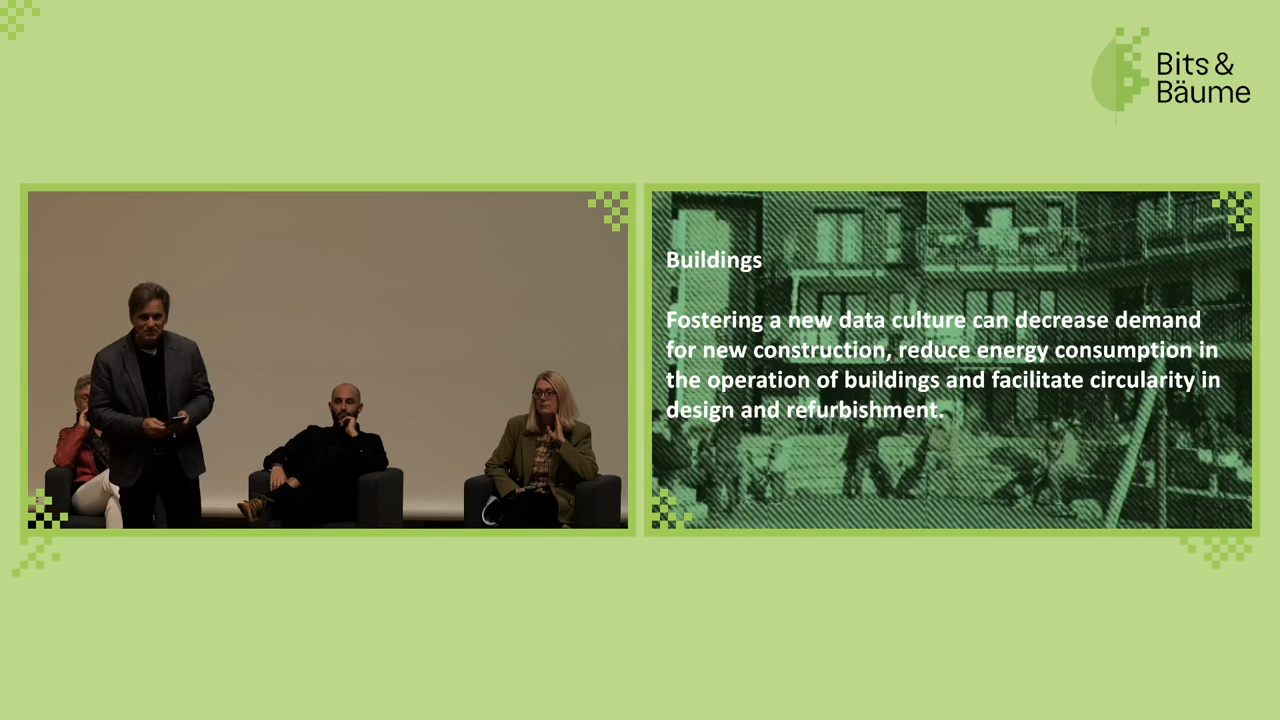 Bits &
Bäume
Buildings
Fostering a new data culture can decrease demand
for new construction, reduce energy consumption in
the operation of buildings and facilitate circularity in
design and refurbishment.